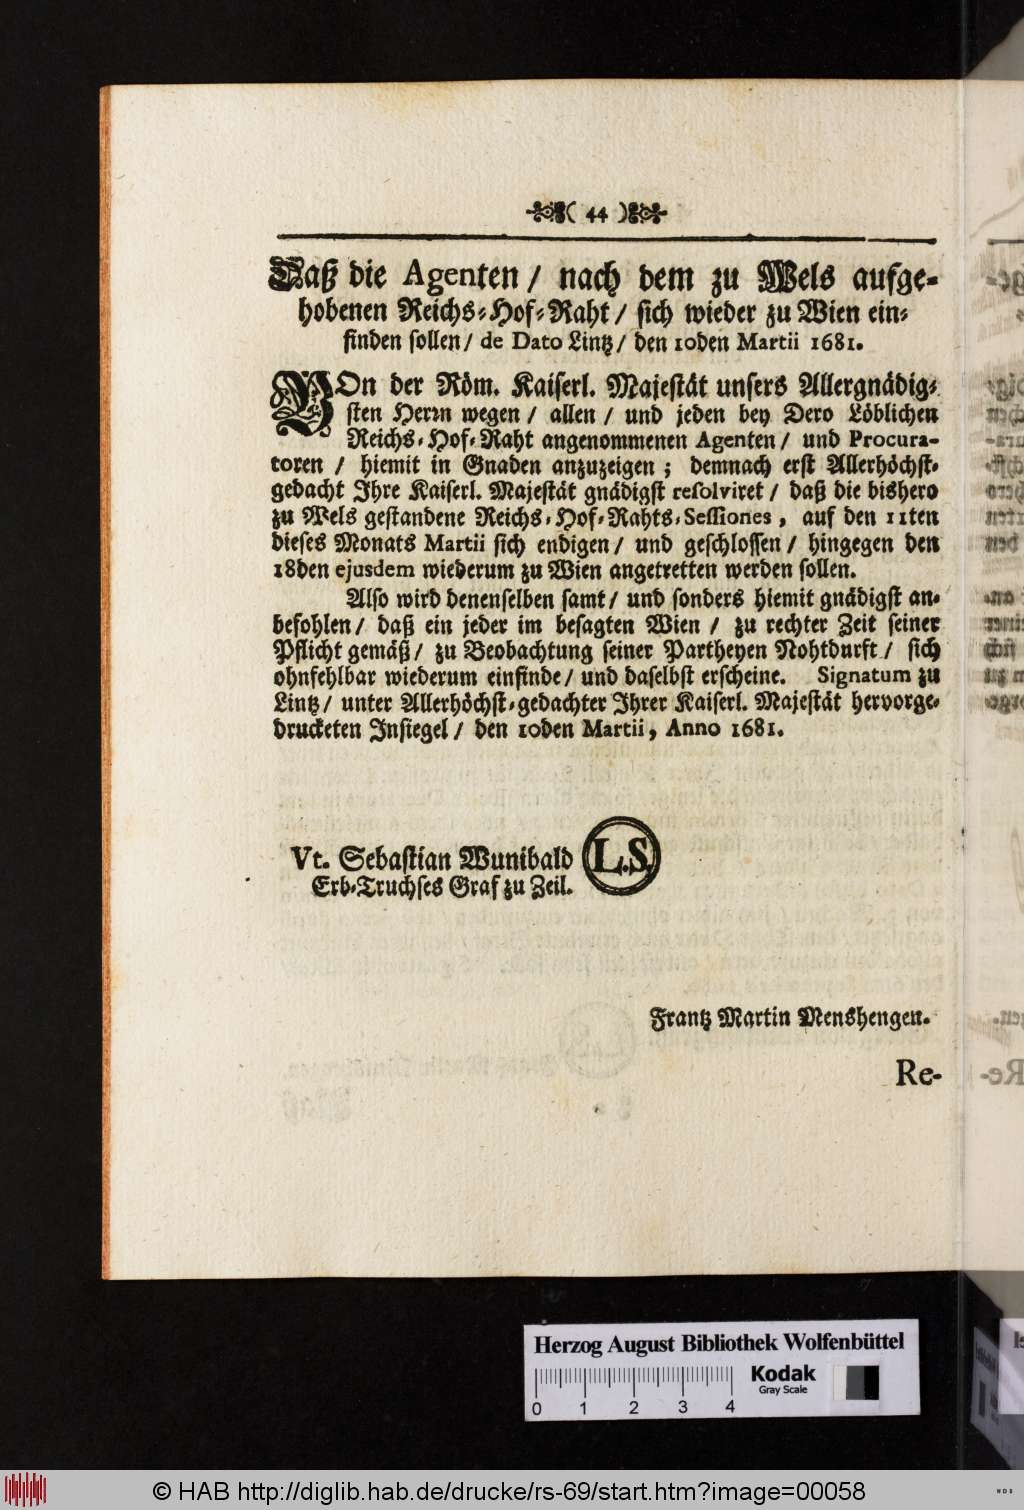 ( 44 )
Daß die Agenten / nach dem zu Wels aufge-
hobenen Reichs-Hof-Raht / sich wieder zu Wien ein-
finden sollen / de Dato Lintz / den 10den Martii 1681.
VOn der Röm. Kaiserl. Majestät unsers Allergnädig-
sten Herrn wegen / allen / und jeden bey Dero Löblichen
Reichs-Hof-Raht angenommenen Agenten / und Procura-
toren / hiemit in Gnaden anzuzeigen ; demnach erst Allerhöchst-
gedacht Ihre Kaiserl. Majestät gnädigst resolviret / daß die bishero
zu Wels gestandene Reichs-Hof-Rahts-Sessiones , auf den 11ten
dieses Monats Martii sich endigen / und geschlossen / hingegen den
18den ejusdem wiederum zu Wien angetretten werden sollen.
Also wird denenselben samt / und sonders hiemit gnädigst an-
befohlen / daß ein jeder im besagten Wien / zu rechter Zeit seiner
Pflicht gemäß / zu Beobachtung seiner Partheyen Nohtdurft / sich
ohnfehlbar wiederum einfinde / und daselbst erscheine. Signatum zu
Lintz / unter Allerhöchst-gedachter Ihrer Kaiserl. Majestät hervorge-
druckten Insiegel / den 10den Martii, Anno 1681.
Vt. Sebastian Wunibald
Erb-Truchses Graf zu Zeil.
L.S.
Frantz Martin Menshengen.
Re-
Herzog August Bibliothek Wolfenbüttel
Kodak
Gray Scale
0 1 2 3 4
© HAB http://diglib.hab.de/drucke/rs-69/start.htm?image=00058